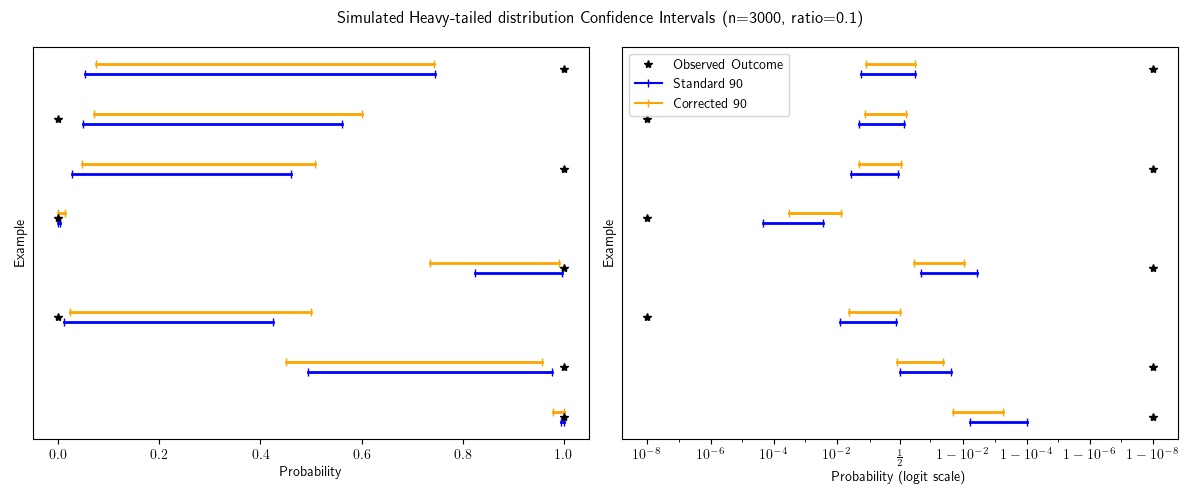 Simulated Heavy-tailed distribution Confidence Intervals (n=3000, ratio=0.1)
Example
0.0 0.2 0.4 0.6 0.8 1.0
Probability
Observed Outcome
Standard 90
Corrected 90
Example
10⁻⁸ 10⁻⁶ 10⁻⁴ 10⁻² 1/2 1 − 10⁻² 1 − 10⁻⁴ 1 − 10⁻⁶ 1 − 10⁻⁸
Probability (logit scale)